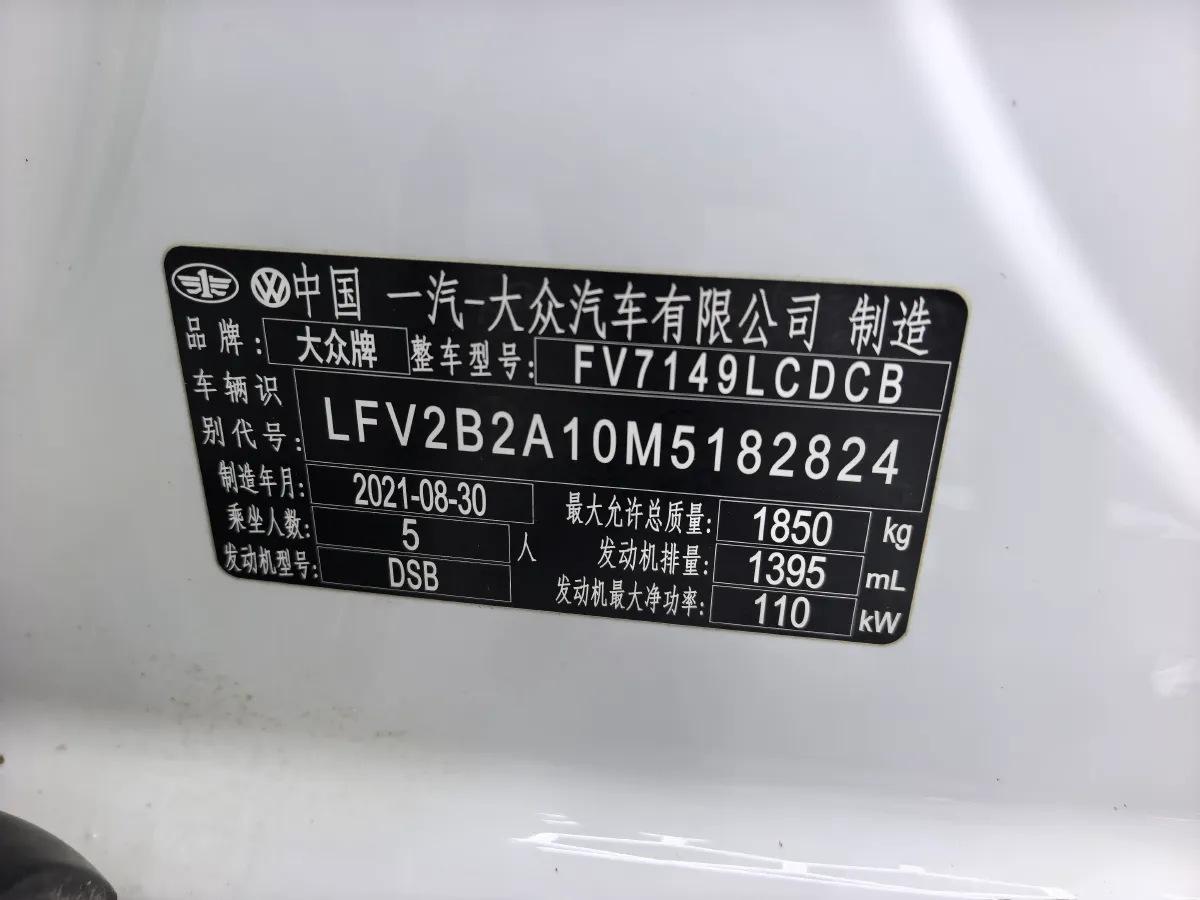 中国 一汽-大众汽车有限公司 制造
品牌: 大众牌 整车型号: FV7149LCDCB
车辆识别代号: LFV2B2A10M5182824
制造年月: 2021-08-30 最大允许总质量: 1850 kg
乘坐人数: 5 人 发动机排量: 1395 mL
发动机型号: DSB 发动机最大净功率: 110 kW